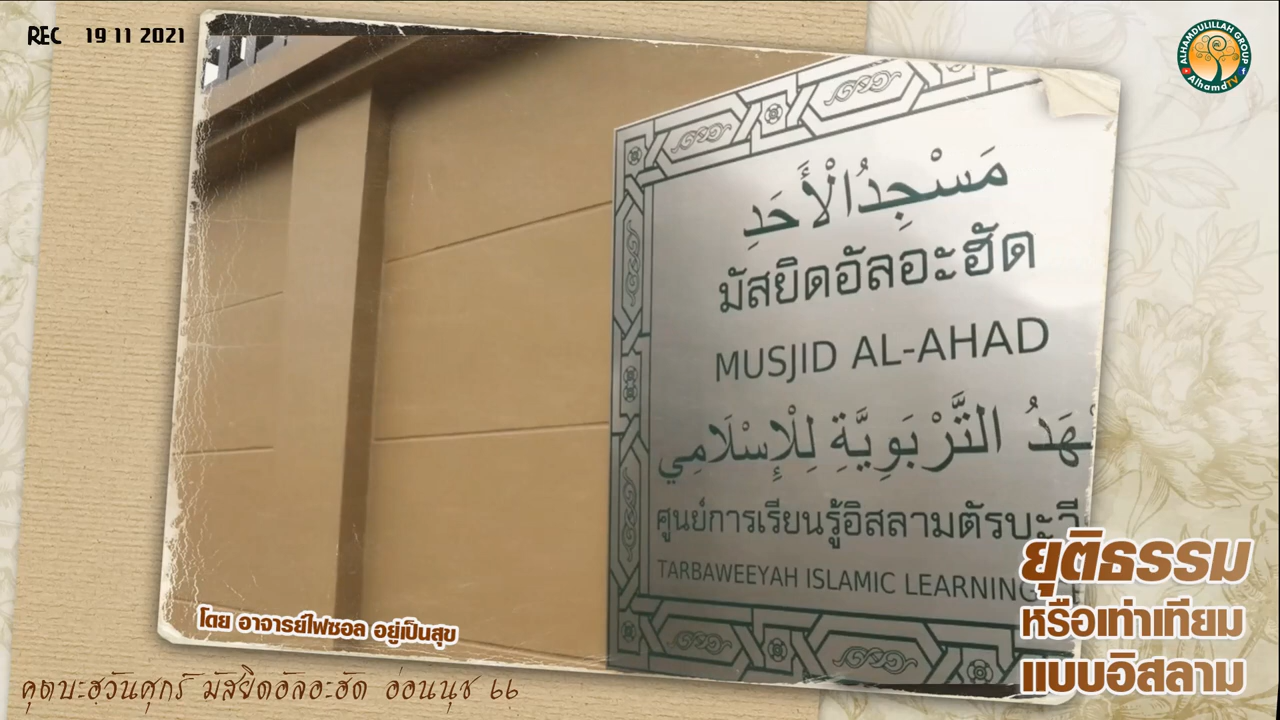 REC 19 11 2021
ALHAMDULILLAH GROUP
AlhamdTV
مَسْجِدُالْأَحَدِ
มัสยิดอัลอะฮัด
MUSJID AL-AHAD
التَّرْبَوِيَّةِ لِلْإِسْلَامِي
ศูนย์การเรียนรู้อิสลามตัรบะวี
TARBAWEEYAH ISLAMIC LEARNING
ยุติธรรม
หรือเท่าเทียม
แบบอิสลาม
โดย อาจารย์ไฟซอล อยู่เป็นสุข
คุตบะฮฺวันศุกร์ มัสยิดอัลอะฮัด อ่อนนุช ๖๖